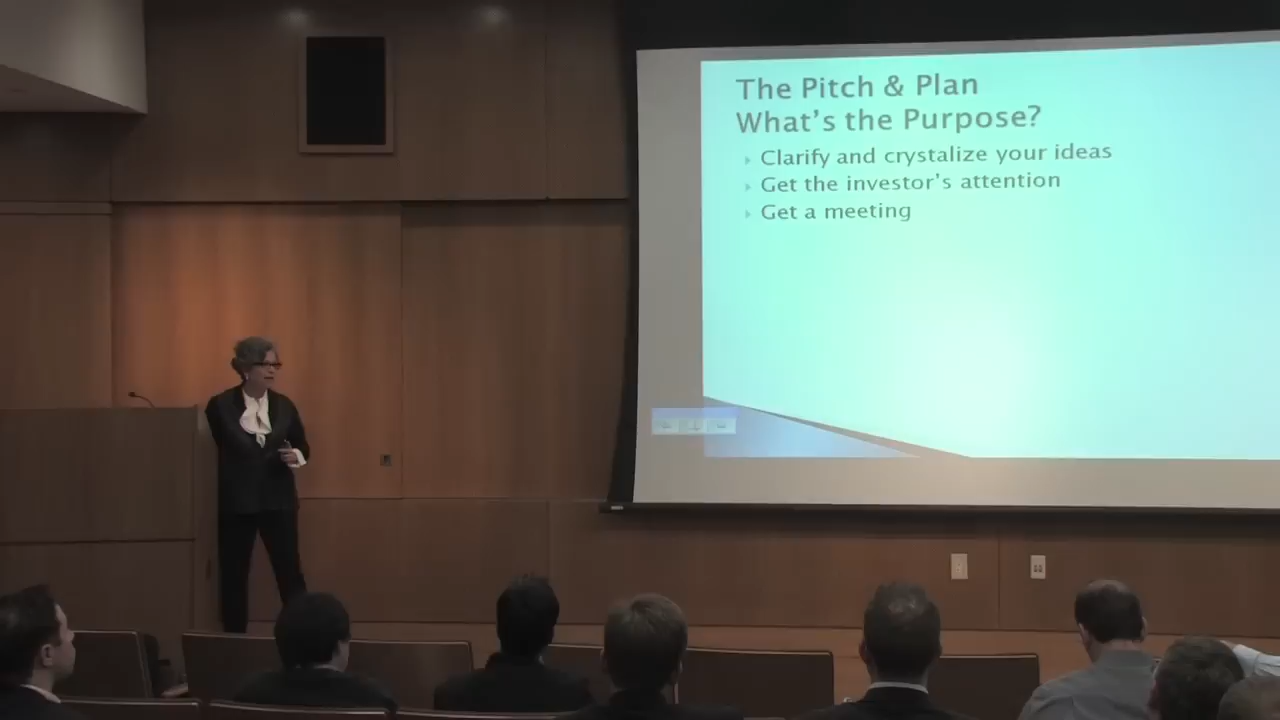 The Pitch & Plan
What's the Purpose?
Clarify and crystalize your ideas
Get the investor's attention
Get a meeting